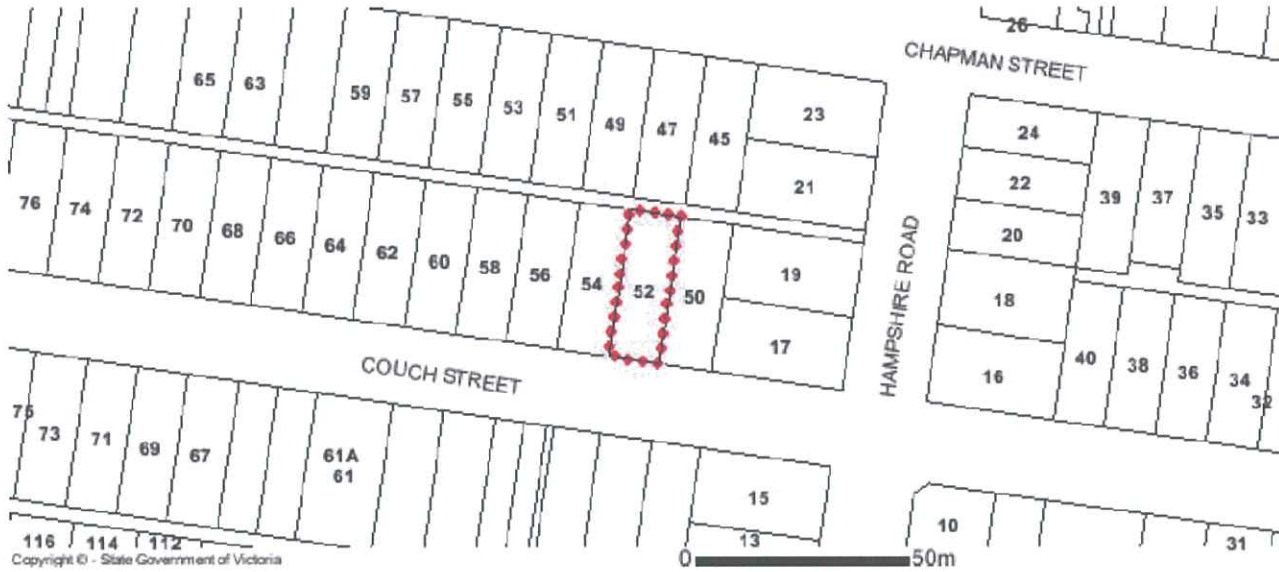 26
CHAPMAN STREET
65 63 59 57 55 53 51 49 47 45 23
21
24
22
20
39 37 35 33
HAMPSHIRE ROAD
76 74 72 70 68 66 64 62 60 58 56 54 52 50 19
17
18
16
40 38 36 34 32
COUCH STREET
75 73 71 69 67 61A
61
15
13
10
31
116 114 112
Copyright © - State Government of Victoria
0 50m